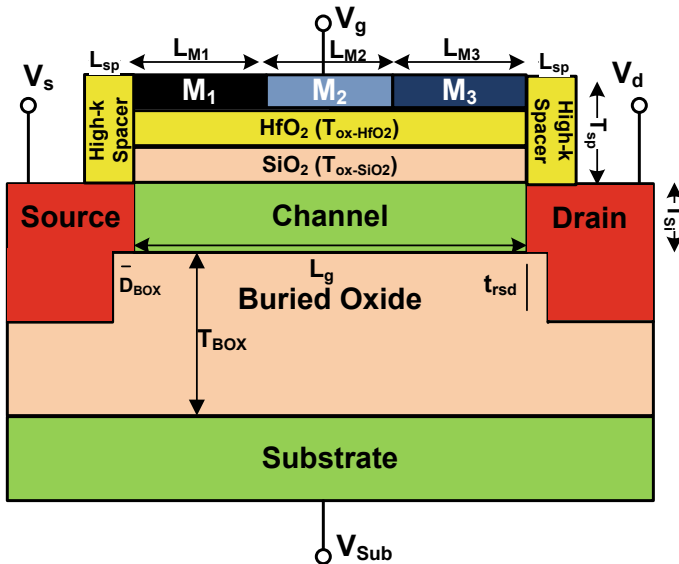 V_g
L_sp L_M1 L_M2 L_M3 L_sp
V_s V_d
M_1 M_2 M_3
High-k Spacer
HfO_2 (T_ox-HfO2)
SiO_2 (T_ox-SiO2)
High-k Spacer
T_sp
Source Channel Drain
T_Si
L_g
D_BOX t_rsd
Buried Oxide
T_BOX
Substrate
V_Sub